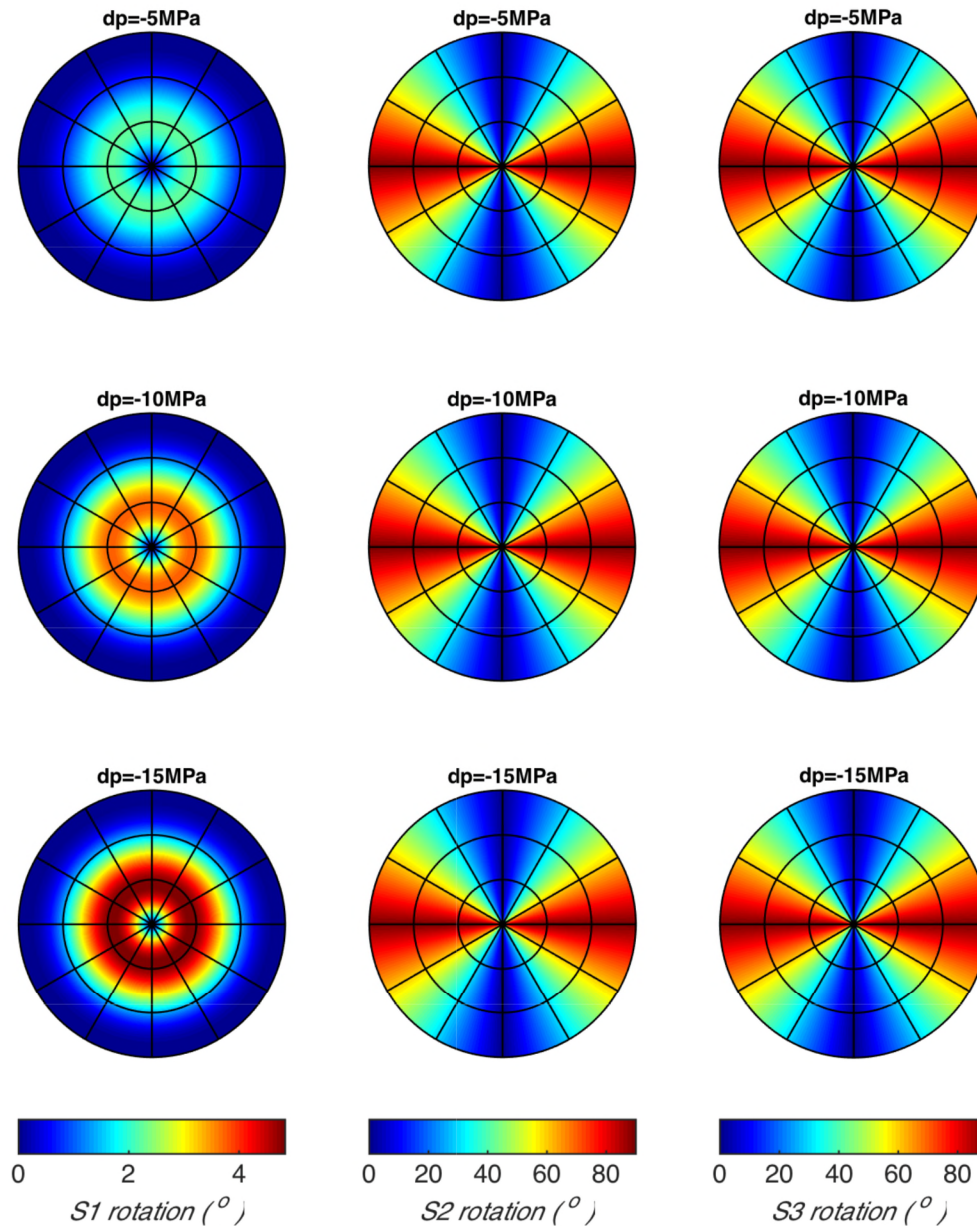 dp=-5MPa dp=-5MPa dp=-5MPa
dp=-10MPa dp=-10MPa dp=-10MPa
dp=-15MPa dp=-15MPa dp=-15MPa
0 2 4 0 20 40 60 80 0 20 40 60 80
S1 rotation (°) S2 rotation (°) S3 rotation (°)